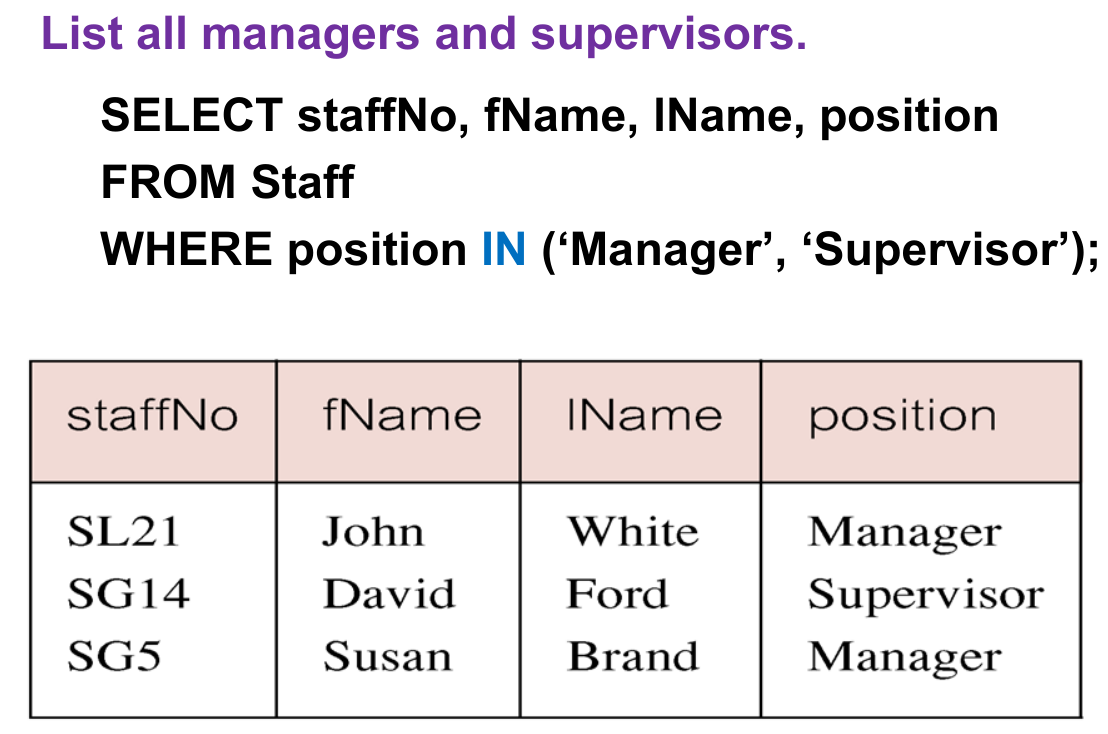 List all managers and supervisors.
SELECT staffNo, fName, lName, position
FROM Staff
WHERE position IN (‘Manager’, ‘Supervisor’);
staffNo fName lName position
SL21 John White Manager
SG14 David Ford Supervisor
SG5 Susan Brand Manager